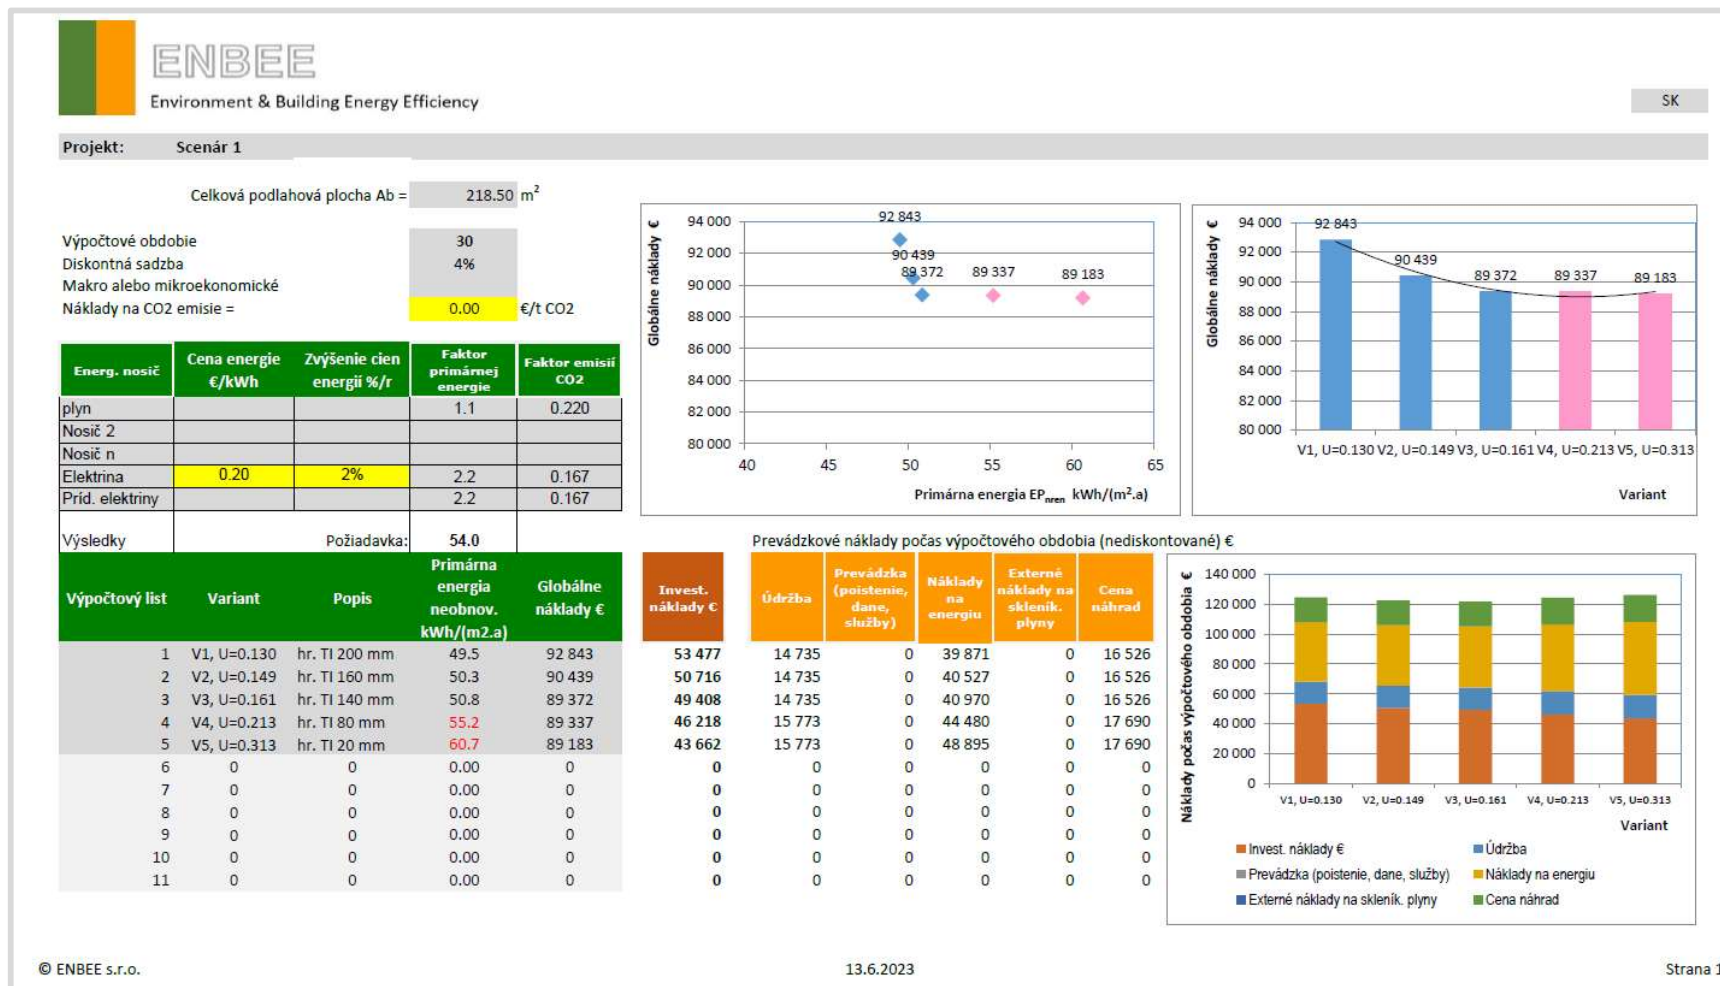 ENBEE
Environment & Building Energy Efficiency
SK
Projekt: Scenár 1
Celková podlahová plocha Ab = 218.50 m²
Výpočtové obdobie 30
Diskontná sadzba 4%
Makro alebo mikroekonomické
Náklady na CO2 emisie = 0.00 €/t CO2
Energ. nosič Cena energie €/kWh Zvýšenie cien energií %/r Faktor primárnej energie Faktor emisií CO2
plyn 1.1 0.220
Nosič 2
Nosič n
Elektrina 0.20 2% 2.2 0.167
Príd. elektriny 2.2 0.167
Globálne náklady €
94 000
92 000
90 000
88 000
86 000
84 000
82 000
80 000
92 843
90 439
89 372 89 337 89 183
40 45 50 55 60 65
Primárna energia EPnren kWh/(m².a)
Globálne náklady €
94 000
92 000
90 000
88 000
86 000
84 000
82 000
80 000
92 843
90 439
89 372 89 337 89 183
V1, U=0.130 V2, U=0.149 V3, U=0.161 V4, U=0.213 V5, U=0.313
Variant
Výsledky Požiadavka: 54.0
Prevádzkové náklady počas výpočtového obdobia (nediskontované) €
Výpočtový list Variant Popis Primárna energia neobnov. kWh/(m2.a) Globálne náklady € Invest. náklady € Údržba Prevádzka (poistenie, dane, služby) Náklady na energiu Externé náklady na skleník. plyny Cena náhrad
1 V1, U=0.130 hr. TI 200 mm 49.5 92 843 53 477 14 735 0 39 871 0 16 526
2 V2, U=0.149 hr. TI 160 mm 50.3 90 439 50 716 14 735 0 40 527 0 16 526
3 V3, U=0.161 hr. TI 140 mm 50.8 89 372 49 408 14 735 0 40 970 0 16 526
4 V4, U=0.213 hr. TI 80 mm 55.2 89 337 46 218 15 773 0 44 480 0 17 690
5 V5, U=0.313 hr. TI 20 mm 60.7 89 183 43 662 15 773 0 48 895 0 17 690
6 0 0 0.00 0 0 0 0 0 0 0
7 0 0 0.00 0 0 0 0 0 0 0
8 0 0 0.00 0 0 0 0 0 0 0
9 0 0 0.00 0 0 0 0 0 0 0
10 0 0 0.00 0 0 0 0 0 0 0
11 0 0 0.00 0 0 0 0 0 0 0
Náklady počas výpočtového obdobia €
140 000
120 000
100 000
80 000
60 000
40 000
20 000
0
V1, U=0.130 V2, U=0.149 V3, U=0.161 V4, U=0.213 V5, U=0.313
Variant
Invest. náklady € Údržba
Prevádzka (poistenie, dane, služby) Náklady na energiu
Externé náklady na skleník. plyny Cena náhrad
© ENBEE s.r.o. 13.6.2023 Strana 1